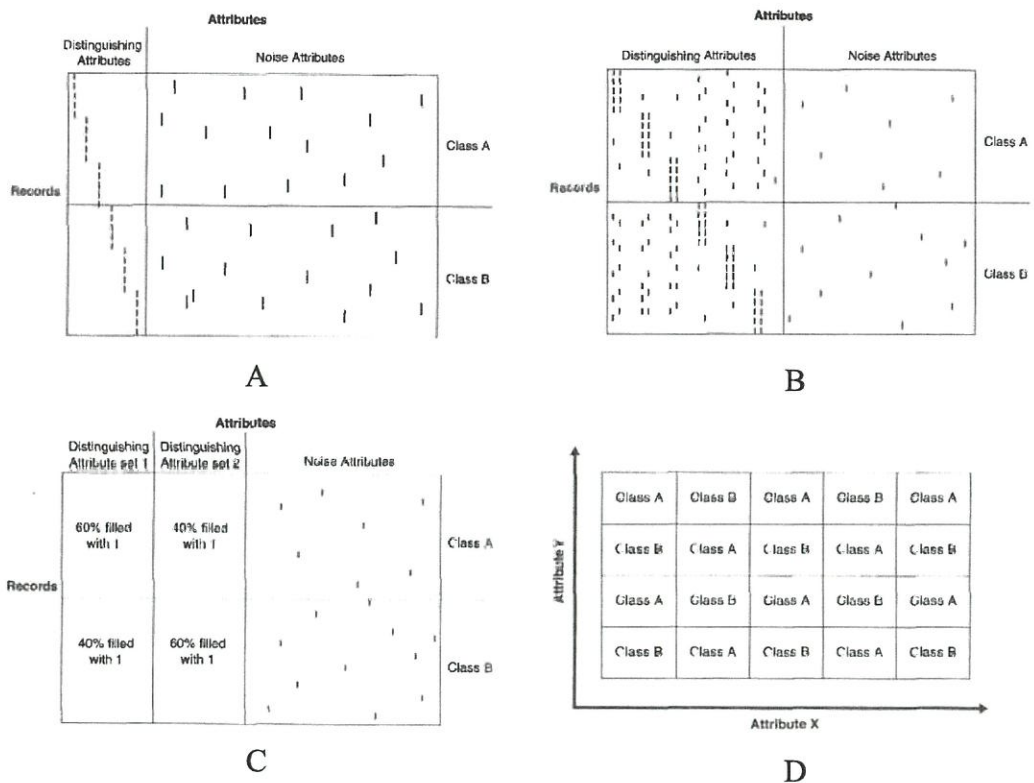 Attributes
Distinguishing
Attributes
Noise Attributes
Class A
Records
Class B
A
Attributes
Distinguishing Attributes
Noise Attributes
Class A
Records
Class B
B
Attributes
Distinguishing
Attribute set 1
Distinguishing
Attribute set 2
Noise Attributes
60% filled
with 1
40% filled
with 1
Class A
Records
40% filled
with 1
60% filled
with 1
Class B
C
Attribute Y
Class A Class B Class A Class B Class A
Class B Class A Class B Class A Class B
Class A Class B Class A Class B Class A
Class B Class A Class B Class A Class B
Attribute X
D